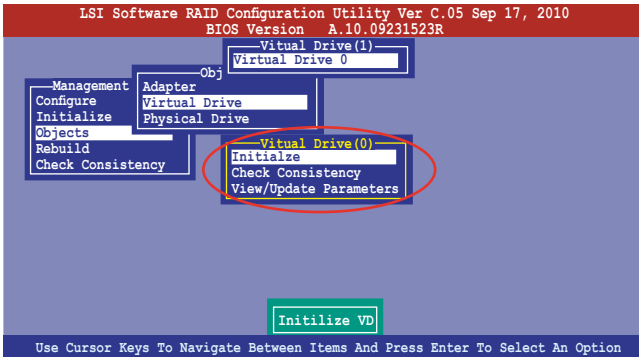 LSI Software RAID Configuration Utility Ver C.05 Sep 17, 2010
BIOS Version A.10.09231523R
Vitual Drive(1)
Virtual Drive 0
Obj
Adapter
Virtual Drive
Physical Drive
Management
Configure
Initialize
Objects
Rebuild
Check Consistency
Vitual Drive(0)
Initialze
Check Consistency
View/Update Parameters
Initilize VD
Use Cursor Keys To Navigate Between Items And Press Enter To Select An Option